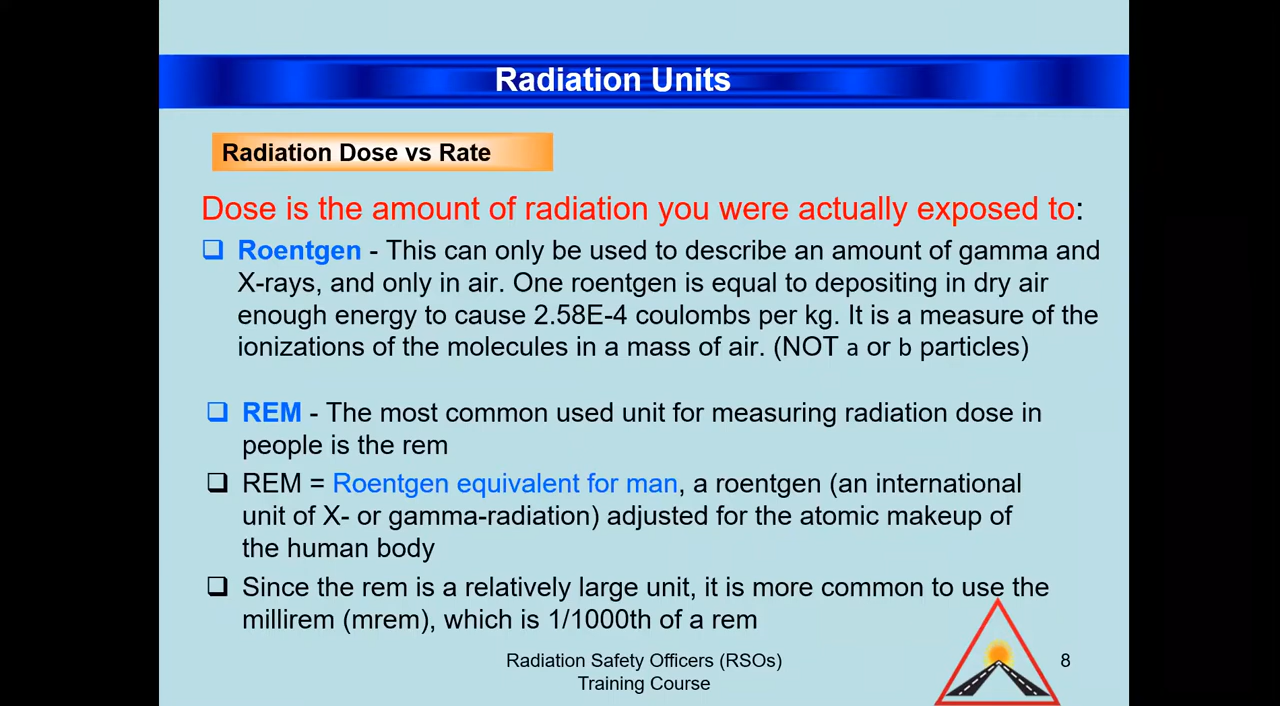 Radiation Units
Radiation Dose vs Rate
Dose is the amount of radiation you were actually exposed to:
❑ Roentgen - This can only be used to describe an amount of gamma and
X-rays, and only in air. One roentgen is equal to depositing in dry air
enough energy to cause 2.58E-4 coulombs per kg. It is a measure of the
ionizations of the molecules in a mass of air. (NOT a or b particles)
❑ REM - The most common used unit for measuring radiation dose in
people is the rem
❑ REM = Roentgen equivalent for man, a roentgen (an international
unit of X- or gamma-radiation) adjusted for the atomic makeup of
the human body
❑ Since the rem is a relatively large unit, it is more common to use the
millirem (mrem), which is 1/1000th of a rem
Radiation Safety Officers (RSOs)
Training Course
8